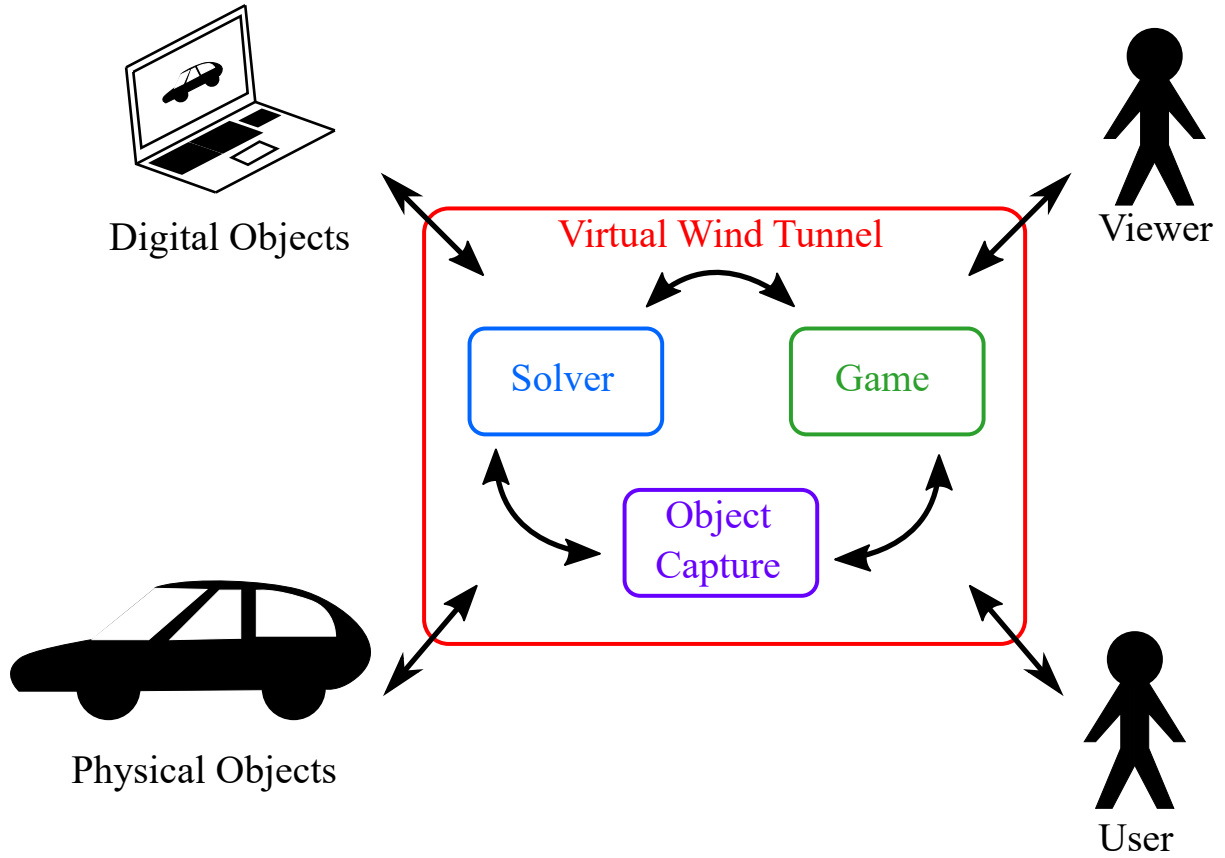 Digital Objects
Viewer
Virtual Wind Tunnel
Solver
Game
Object
Capture
Physical Objects
User